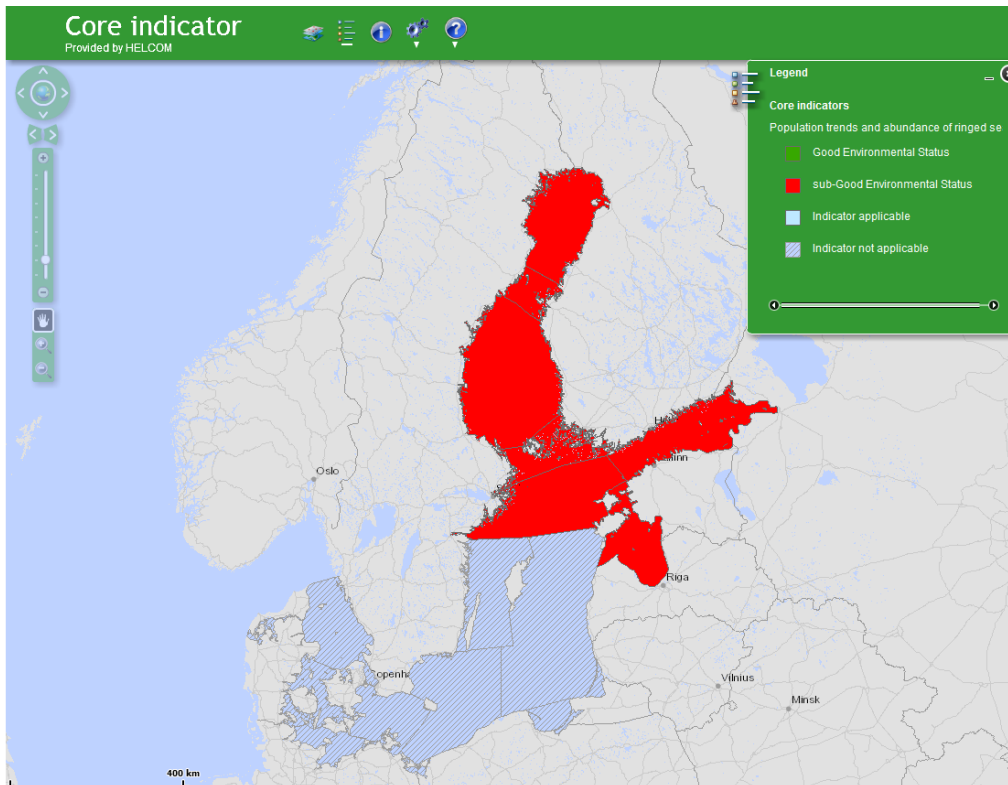 Core indicator
Provided by HELCOM
Legend
Core indicators
Population trends and abundance of ringed se
Good Environmental Status
sub-Good Environmental Status
Indicator applicable
Indicator not applicable
Oslo
Riga
Copenha
Vilnius
Minsk
400 km